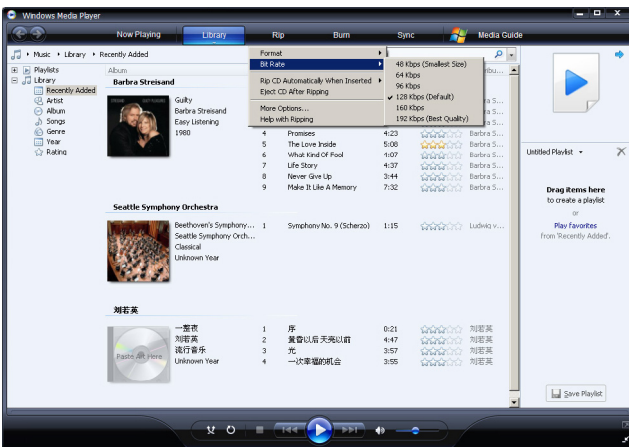 Windows Media Player
Now Playing Library Rip Burn Sync Media Guide
Music Library Recently Added
Format
Bit Rate
Rip CD Automatically When Inserted
Eject CD After Ripping
More Options...
Help with Ripping
48 Kbps (Smallest Size)
64 Kbps
96 Kbps
128 Kbps (Default)
160 Kbps
192 Kbps (Best Quality)
Playlists
Library
Recently Added
Artist
Album
Songs
Genre
Year
Rating
Album
Barbra Streisand
Guilty
Barbra Streisand
Easy Listening
1980
4 Promises 4:23 Barbra S...
5 The Love Inside 5:08 Barbra S...
6 What Kind Of Fool 4:07 Barbra S...
7 Life Story 4:37 Barbra S...
8 Never Give Up 3:44 Barbra S...
9 Make It Like A Memory 7:32 Barbra S...
Seattle Symphony Orchestra
Beethoven's Symphony... 1 Symphony No. 9 (Scherzo) 1:15 Ludwig v...
Seattle Symphony Orch...
Classical
Unknown Year
刘若英
Paste Art Here
一整夜 1 序 0:21 刘若英
刘若英 2 黄昏以后天亮以前 4:47 刘若英
流行音乐 3 光 3:57 刘若英
Unknown Year 4 一次幸福的机会 3:55 刘若英
Untitled Playlist
Drag items here
to create a playlist
or
Play favorites
from 'Recently Added'.
Save Playlist